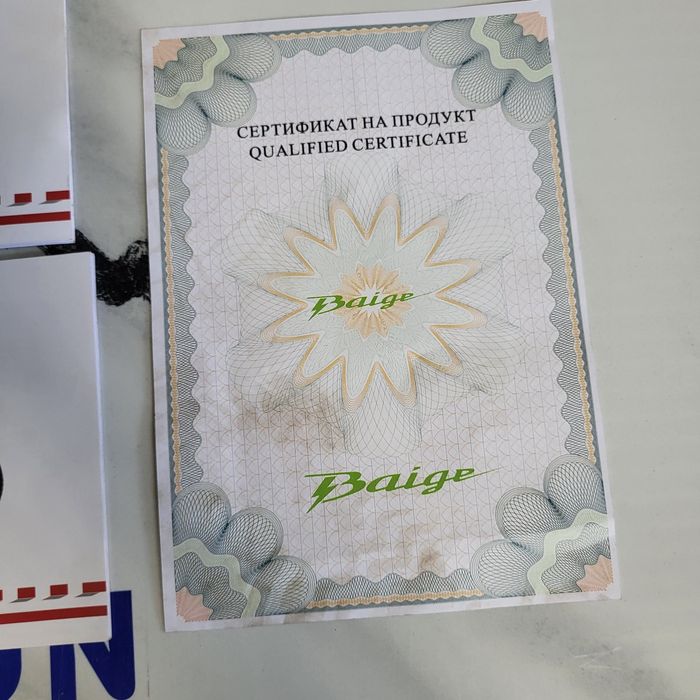 СЕРТИФИКАТ НА ПРОДУКТ
QUALIFIED CERTIFICATE
Baige
Baige